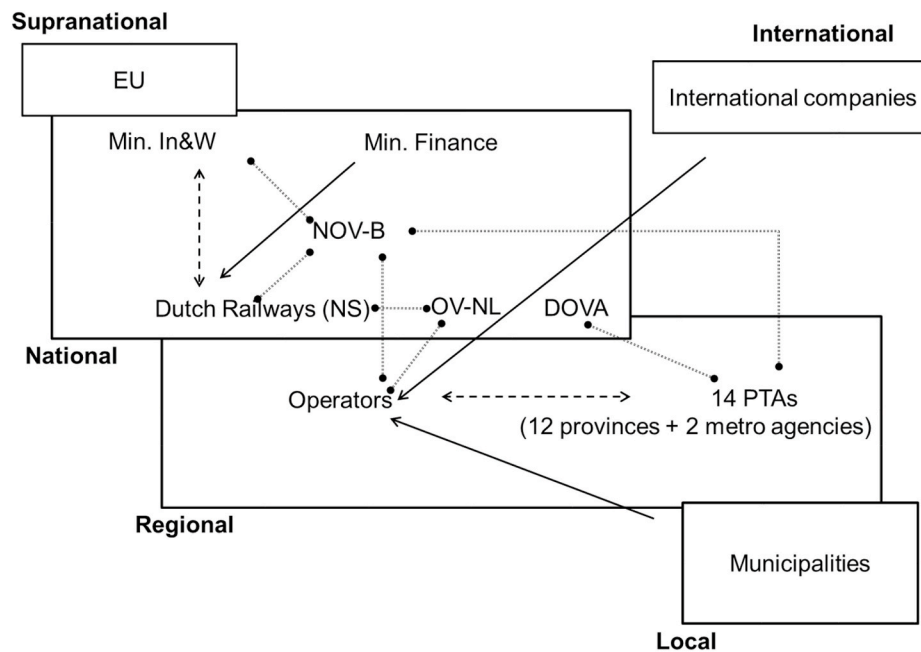 Supranational
International
EU
International companies
Min. In&W
Min. Finance
NOV-B
Dutch Railways (NS)
OV-NL
DOVA
National
Operators
14 PTAs
(12 provinces + 2 metro agencies)
Regional
Municipalities
Local